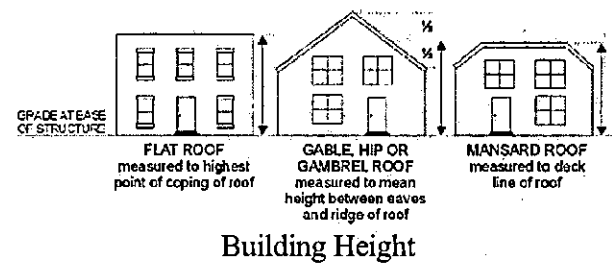 ½
½
GRADE AT EASE
OF STRUCTURE
FLAT ROOF
measured to highest
point of coping of roof
GABLE, HIP OR
GAMBREL ROOF
measured to mean
height between eaves
and ridge of roof
MANSARD ROOF
measured to deck
line of roof
Building Height